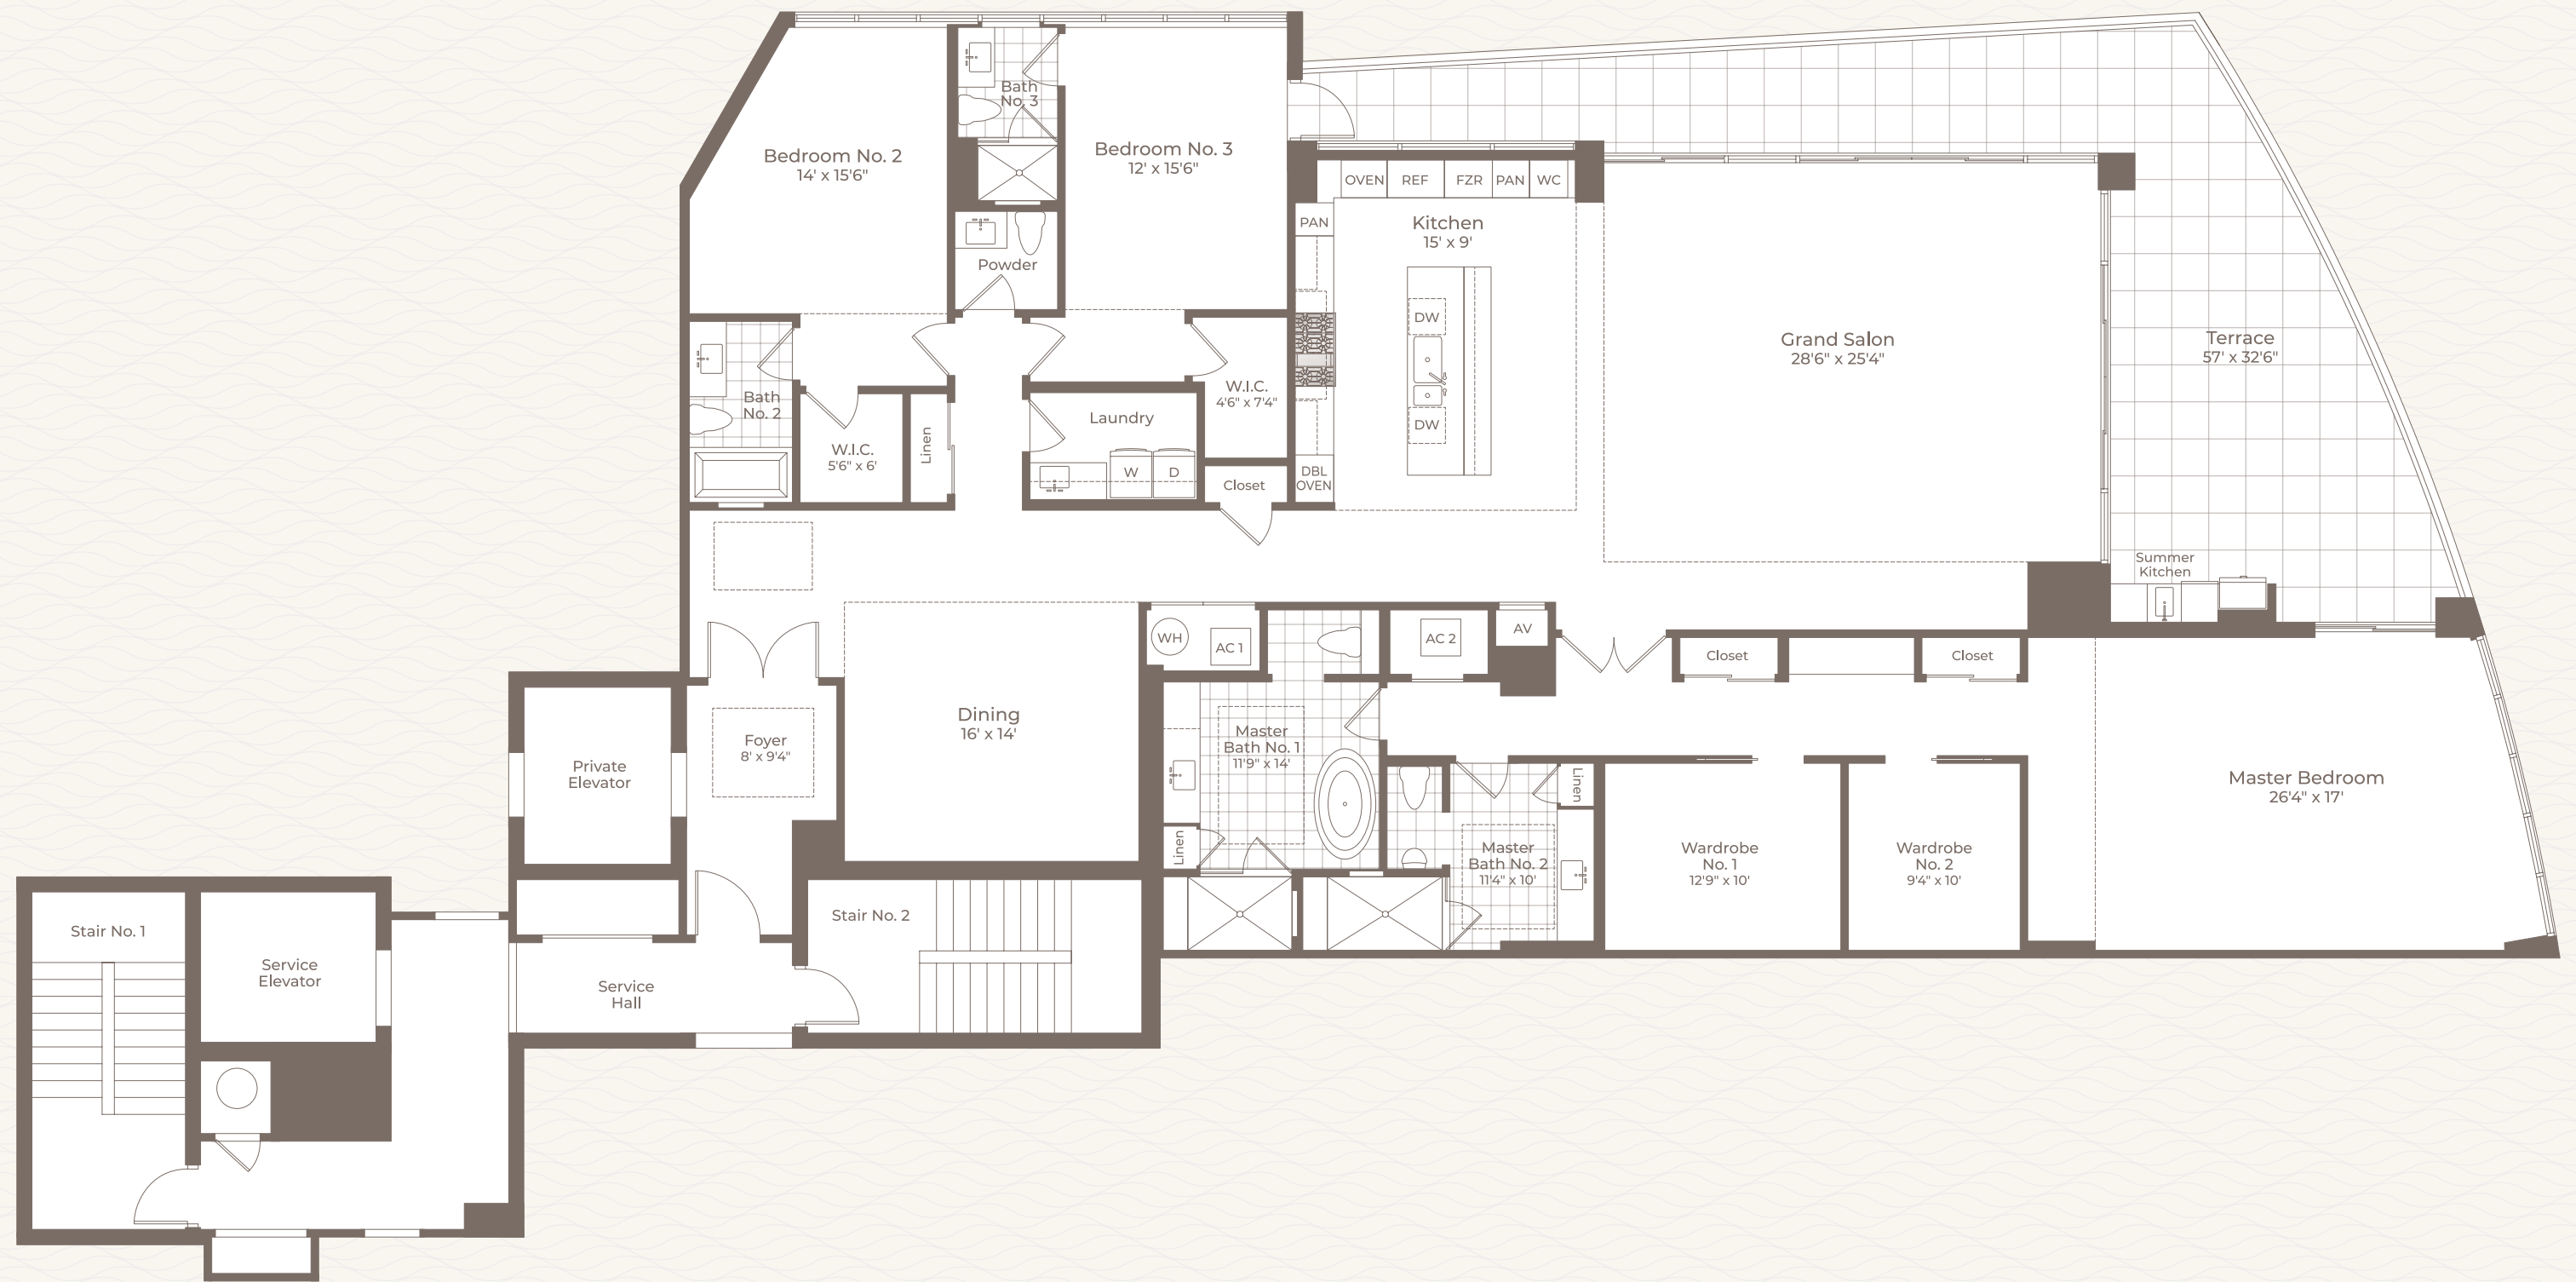 Bath
No. 3
Bedroom No. 2
14' x 15'6"
Bedroom No. 3
12' x 15'6"
OVEN
REF
FZR
PAN
WC
PAN
Kitchen
15' x 9'
Powder
DW
DW
DBL
OVEN
Grand Salon
28'6" x 25'4"
Terrace
57' x 32'6"
Bath
No. 2
W.I.C.
5'6" x 6'
Linen
Laundry
W
D
W.I.C.
4'6" x 7'4"
Closet
Summer
Kitchen
WH
AC 1
AC 2
AV
Closet
Closet
Private
Elevator
Foyer
8' x 9'4"
Dining
16' x 14'
Master
Bath No. 1
11'9" x 14'
Linen
Linen
Master
Bath No. 2
11'4" x 10'
Wardrobe
No. 1
12'9" x 10'
Wardrobe
No. 2
9'4" x 10'
Master Bedroom
26'4" x 17'
Stair No. 1
Service
Elevator
Service
Hall
Stair No. 2